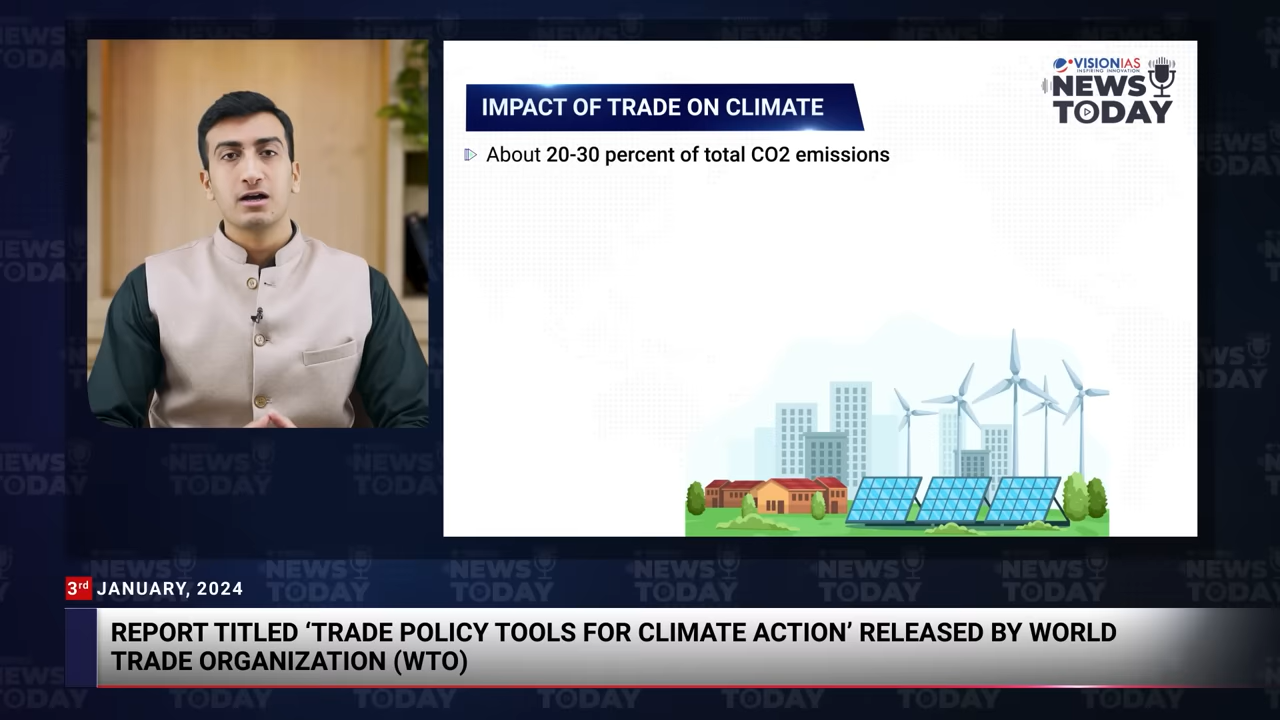 VISIONIAS
INSPIRING INNOVATION
NEWS
TODAY
IMPACT OF TRADE ON CLIMATE
About 20-30 percent of total CO2 emissions
3rd JANUARY, 2024
REPORT TITLED ‘TRADE POLICY TOOLS FOR CLIMATE ACTION’ RELEASED BY WORLD
TRADE ORGANIZATION (WTO)